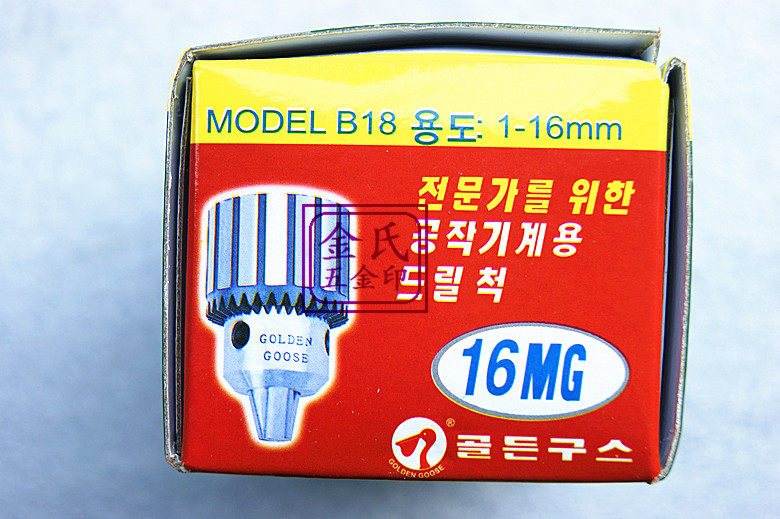 MODEL B18 용도: 1-16mm
전문가를 위한
공작기계용
드릴 척
金氏
五金印
GOLDEN
GOOSE
16MG
®
골든구스
GOLDEN GOOSE